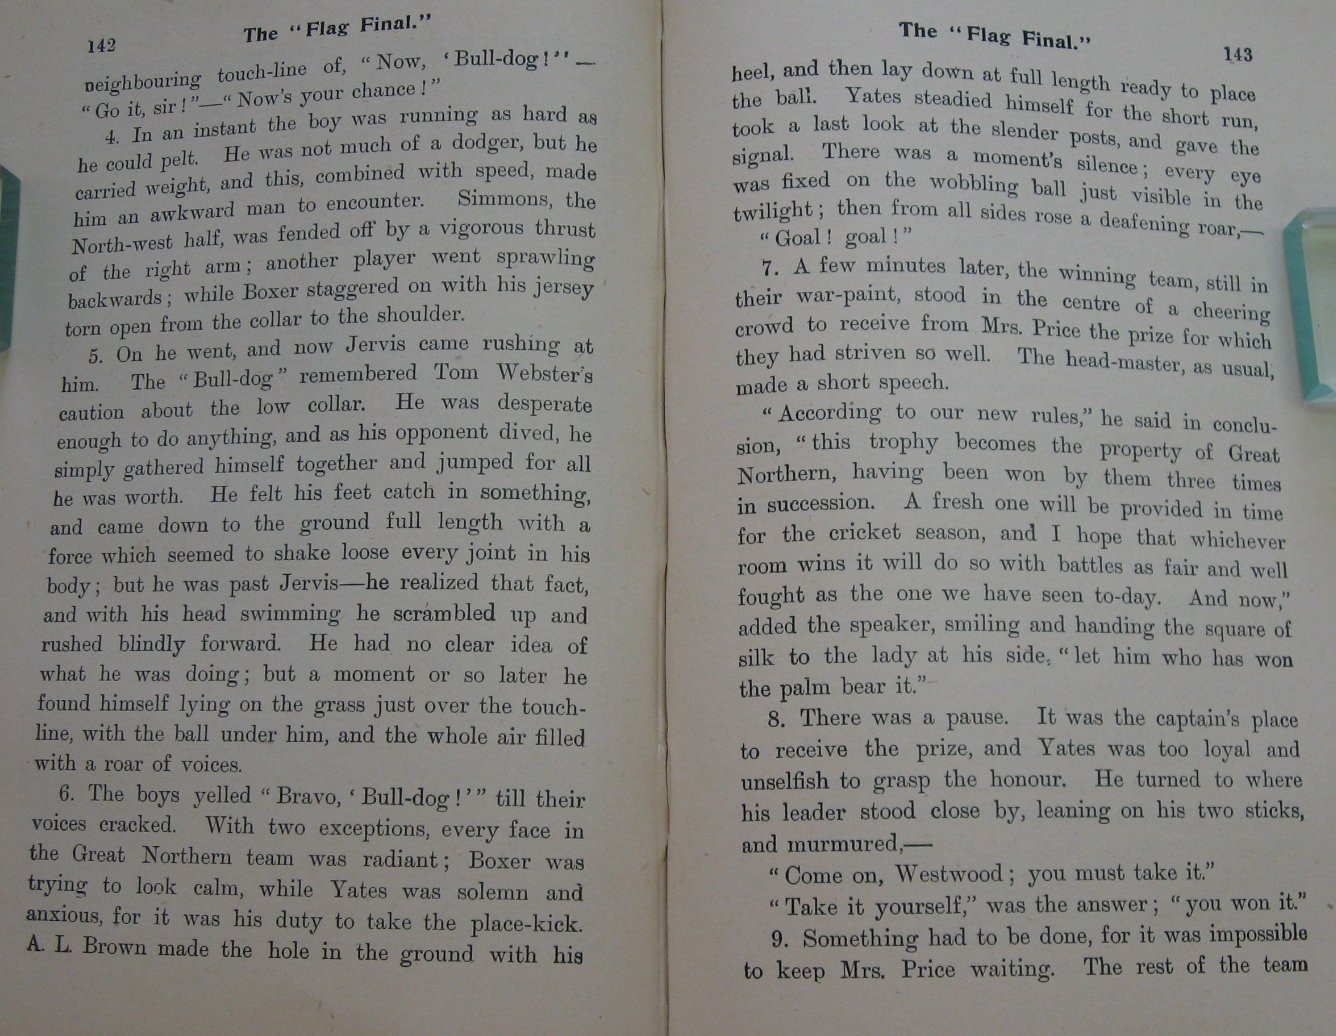 142
The "Flag Final."
neighbouring touch-line of, "Now, 'Bull-dog!'"—
"Go it, sir!"—"Now's your chance!"
4. In an instant the boy was running as hard as
he could pelt. He was not much of a dodger, but he
carried weight, and this, combined with speed, made
him an awkward man to encounter. Simmons, the
North-west half, was fended off by a vigorous thrust
of the right arm; another player went sprawling
backwards; while Boxer staggered on with his jersey
torn open from the collar to the shoulder.
5. On he went, and now Jervis came rushing at
him. The "Bull-dog" remembered Tom Webster's
caution about the low collar. He was desperate
enough to do anything, and as his opponent dived, he
simply gathered himself together and jumped for all
he was worth. He felt his feet catch in something,
and came down to the ground full length with a
force which seemed to shake loose every joint in his
body; but he was past Jervis—he realized that fact,
and with his head swimming he scrambled up and
rushed blindly forward. He had no clear idea of
what he was doing; but a moment or so later he
found himself lying on the grass just over the touch-
line, with the ball under him, and the whole air filled
with a roar of voices.
6. The boys yelled "Bravo, 'Bull-dog!'" till their
voices cracked. With two exceptions, every face in
the Great Northern team was radiant; Boxer was
trying to look calm, while Yates was solemn and
anxious, for it was his duty to take the place-kick.
A. L. Brown made the hole in the ground with his
The "Flag Final."
143
heel, and then lay down at full length ready to place
the ball. Yates steadied himself for the short run,
took a last look at the slender posts, and gave the
signal. There was a moment's silence; every eye
was fixed on the wobbling ball just visible in the
twilight; then from all sides rose a deafening roar,—
"Goal! goal!"
7. A few minutes later, the winning team, still in
their war-paint, stood in the centre of a cheering
crowd to receive from Mrs. Price the prize for which
they had striven so well. The head-master, as usual,
made a short speech.
"According to our new rules," he said in conclu-
sion, "this trophy becomes the property of Great
Northern, having been won by them three times
in succession. A fresh one will be provided in time
for the cricket season, and I hope that whichever
room wins it will do so with battles as fair and well
fought as the one we have seen to-day. And now,"
added the speaker, smiling and handing the square of
silk to the lady at his side, "let him who has won
the palm bear it."
8. There was a pause. It was the captain's place
to receive the prize, and Yates was too loyal and
unselfish to grasp the honour. He turned to where
his leader stood close by, leaning on his two sticks,
and murmured,—
"Come on, Westwood; you must take it."
"Take it yourself," was the answer; "you won it."
9. Something had to be done, for it was impossible
to keep Mrs. Price waiting. The rest of the team